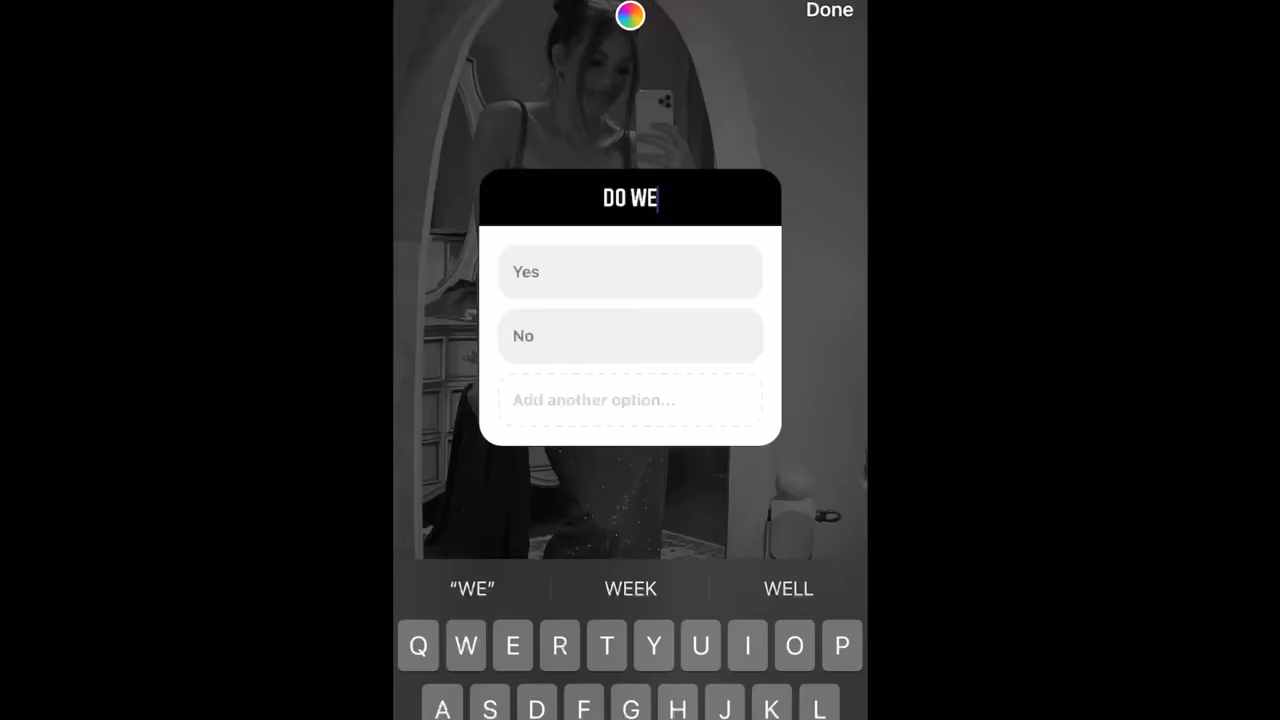 Done
DO WE
Yes
No
Add another option...
“WE” WEEK WELL
Q W E R T Y U I O P
A S D F G H J K L